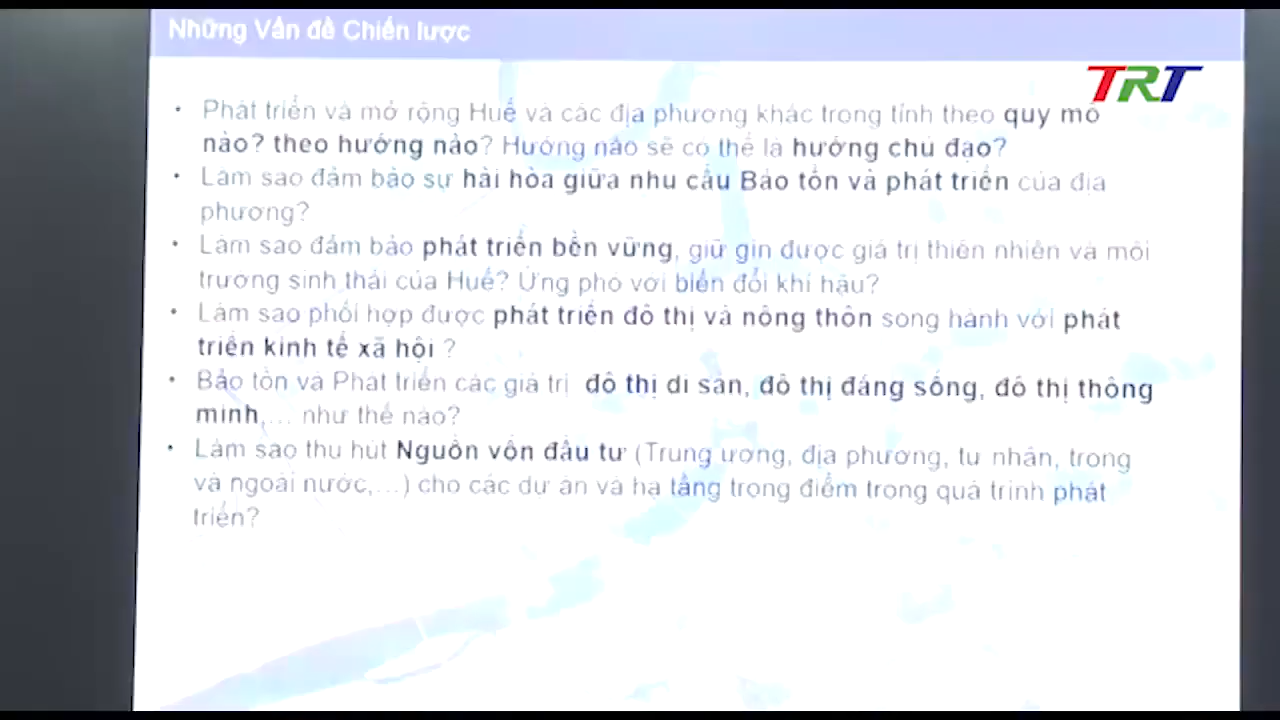 Những Vấn đề Chiến lược
TRT
• Phát triển và mở rộng Huế và các địa phương khác trong tỉnh theo quy mô
nào? theo hướng nào? Hướng nào sẽ có thể là hướng chủ đạo?
• Làm sao đảm bảo sự hài hòa giữa nhu cầu Bảo tồn và phát triển của địa
phương?
• Làm sao đảm bảo phát triển bền vững, giữ gìn được giá trị thiên nhiên và môi
trường sinh thái của Huế? Ứng phó với biến đổi khí hậu?
• Làm sao phối hợp được phát triển đô thị và nông thôn song hành với phát
triển kinh tế xã hội ?
• Bảo tồn và Phát triển các giá trị đô thị di sản, đô thị đáng sống, đô thị thông
minh,... như thế nào?
• Làm sao thu hút Nguồn vốn đầu tư (Trung ương, địa phương, tư nhân, trong
và ngoài nước,...) cho các dự án và hạ tầng trọng điểm trong quá trình phát
triển?